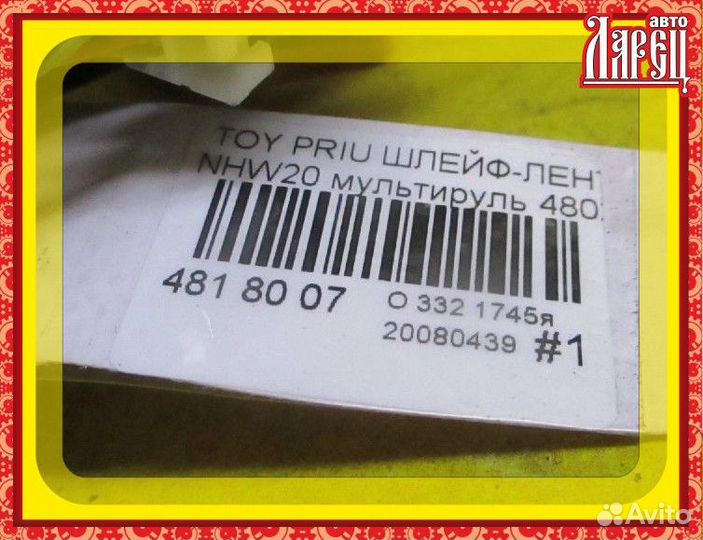 авто
ЛАРЕЦ
TOY PRIU ШЛЕЙФ-ЛЕН
NHW20 мультируль 480
481 80 07
О 332 1745я
20080439 #1
Avito